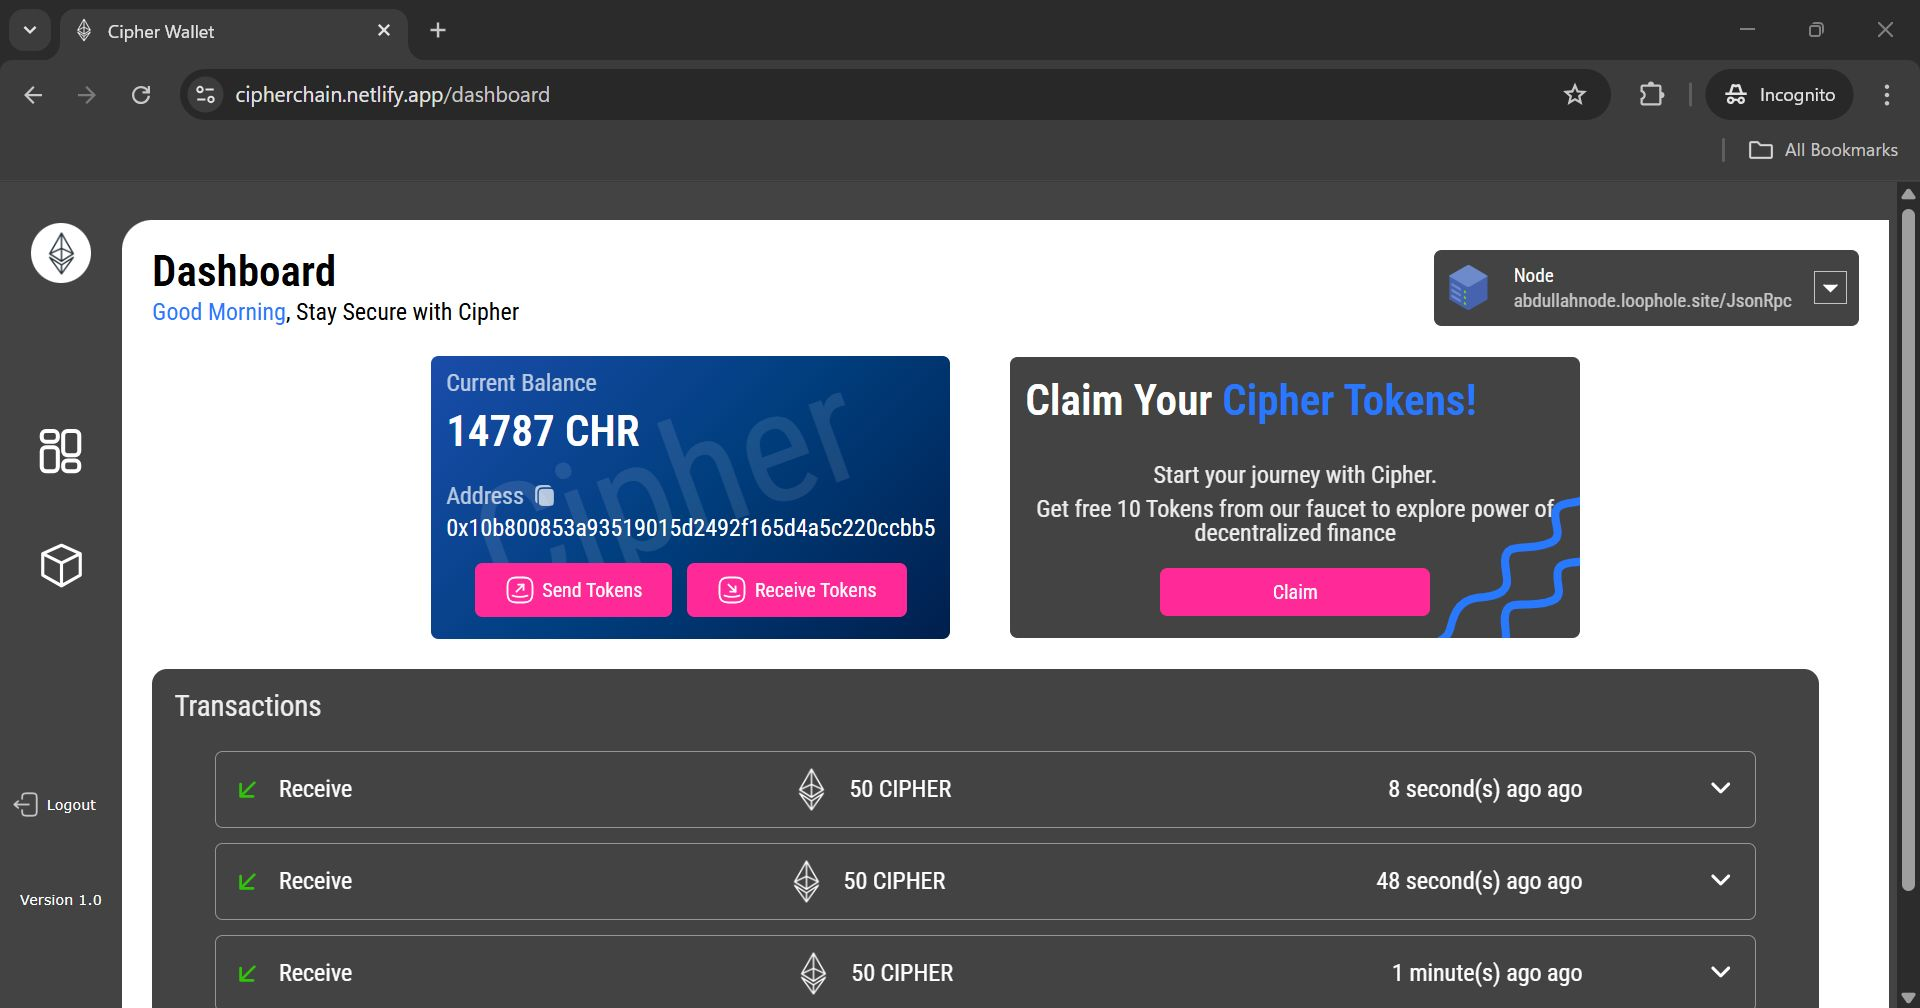 Cipher Wallet
cipherchain.netlify.app/dashboard
Incognito
All Bookmarks
Dashboard
Good Morning, Stay Secure with Cipher
Node
abdullahnode.loophole.site/JsonRpc
Current Balance
14787 CHR
Cipher
Address
0x10b800853a93519015d2492f165d4a5c220ccbb5
Send Tokens
Receive Tokens
Claim Your Cipher Tokens!
Start your journey with Cipher.
Get free 10 Tokens from our faucet to explore power of
decentralized finance
Claim
Transactions
Receive 50 CIPHER 8 second(s) ago ago
Receive 50 CIPHER 48 second(s) ago ago
Receive 50 CIPHER 1 minute(s) ago ago
Logout
Version 1.0